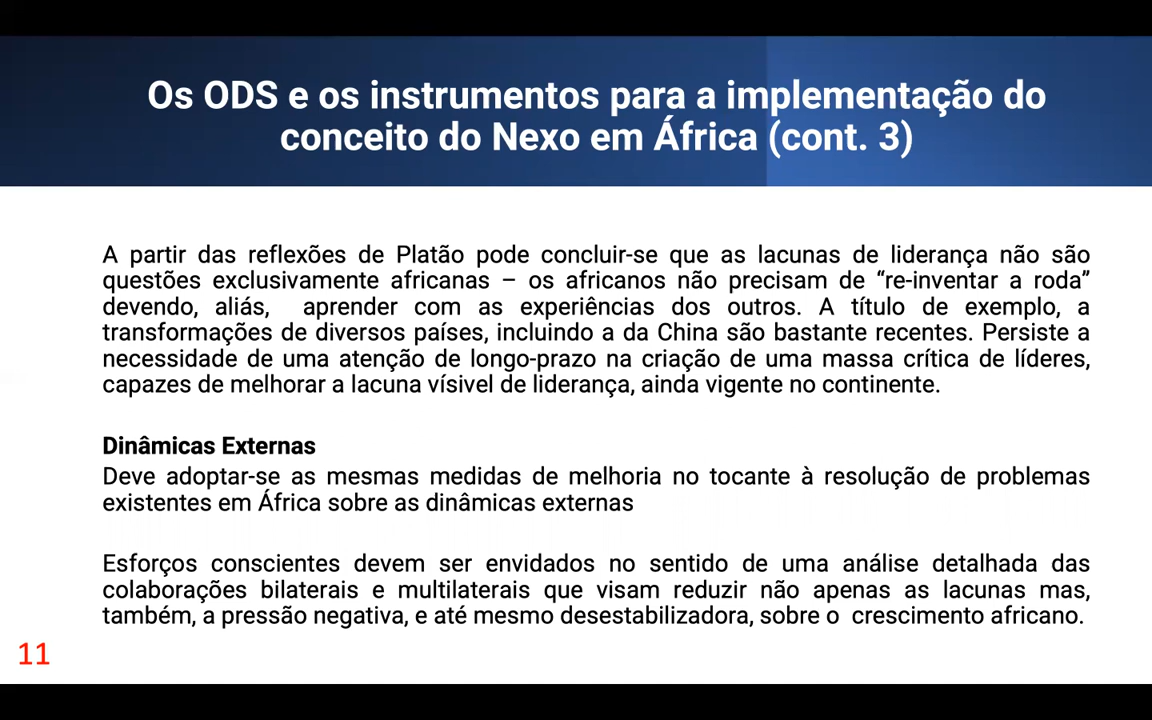 Os ODS e os instrumentos para a implementação do
conceito do Nexo em África (cont. 3)
A partir das reflexões de Platão pode concluir-se que as lacunas de liderança não são
questões exclusivamente africanas – os africanos não precisam de “re-inventar a roda”
devendo, aliás, aprender com as experiências dos outros. A título de exemplo, a
transformações de diversos países, incluindo a da China são bastante recentes. Persiste a
necessidade de uma atenção de longo-prazo na criação de uma massa crítica de líderes,
capazes de melhorar a lacuna vísivel de liderança, ainda vigente no continente.
Dinâmicas Externas
Deve adoptar-se as mesmas medidas de melhoria no tocante à resolução de problemas
existentes em África sobre as dinâmicas externas
Esforços conscientes devem ser envidados no sentido de uma análise detalhada das
colaborações bilaterais e multilaterais que visam reduzir não apenas as lacunas mas,
também, a pressão negativa, e até mesmo desestabilizadora, sobre o crescimento africano.
11